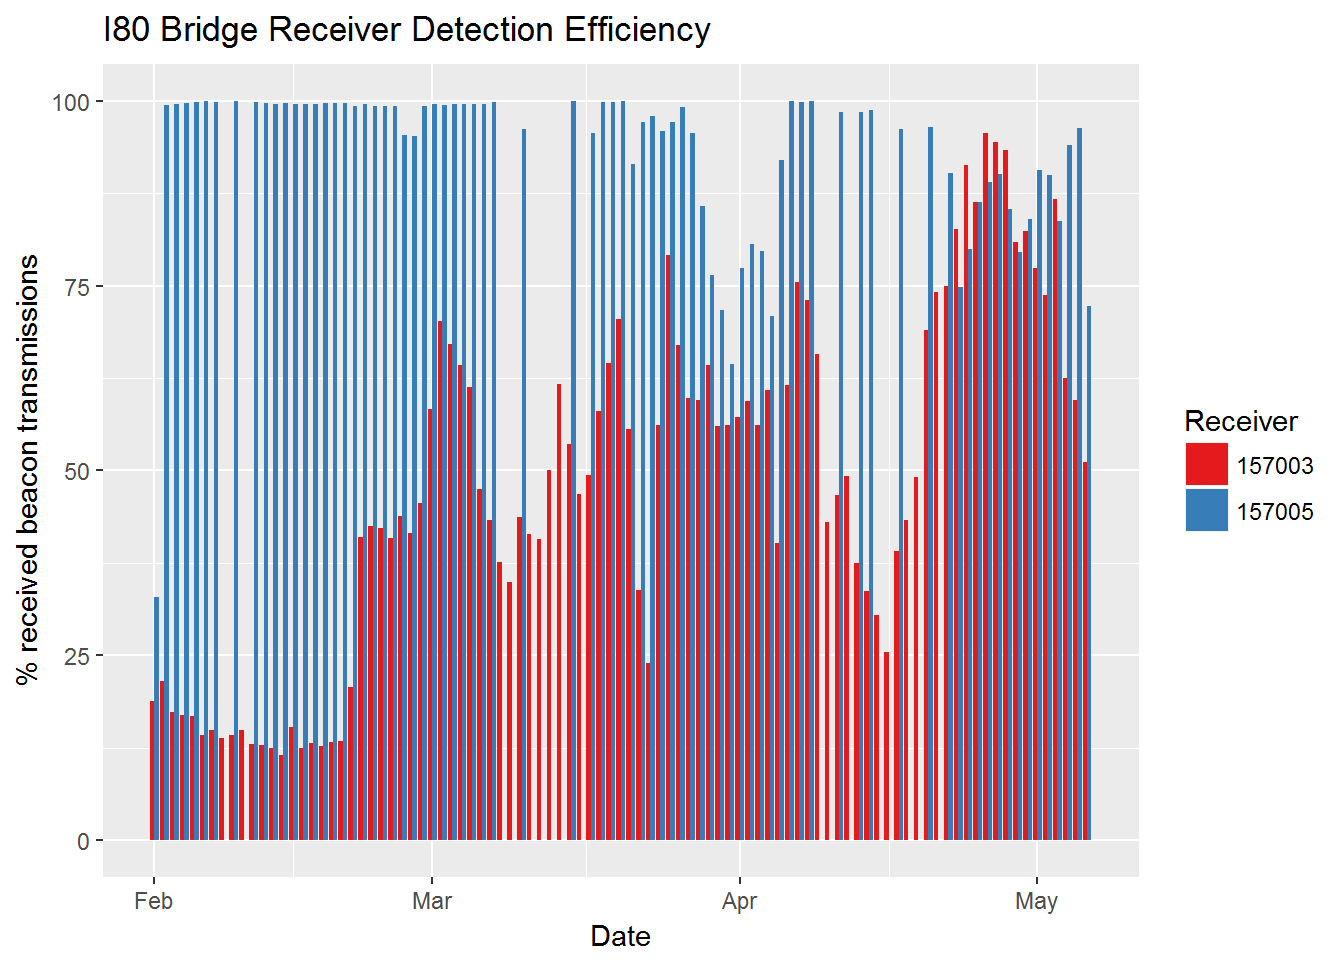 I80 Bridge Receiver Detection Efficiency
% received beacon transmissions
100
75
50
25
0
Feb
Mar
Apr
May
Date
Receiver
157003
157005